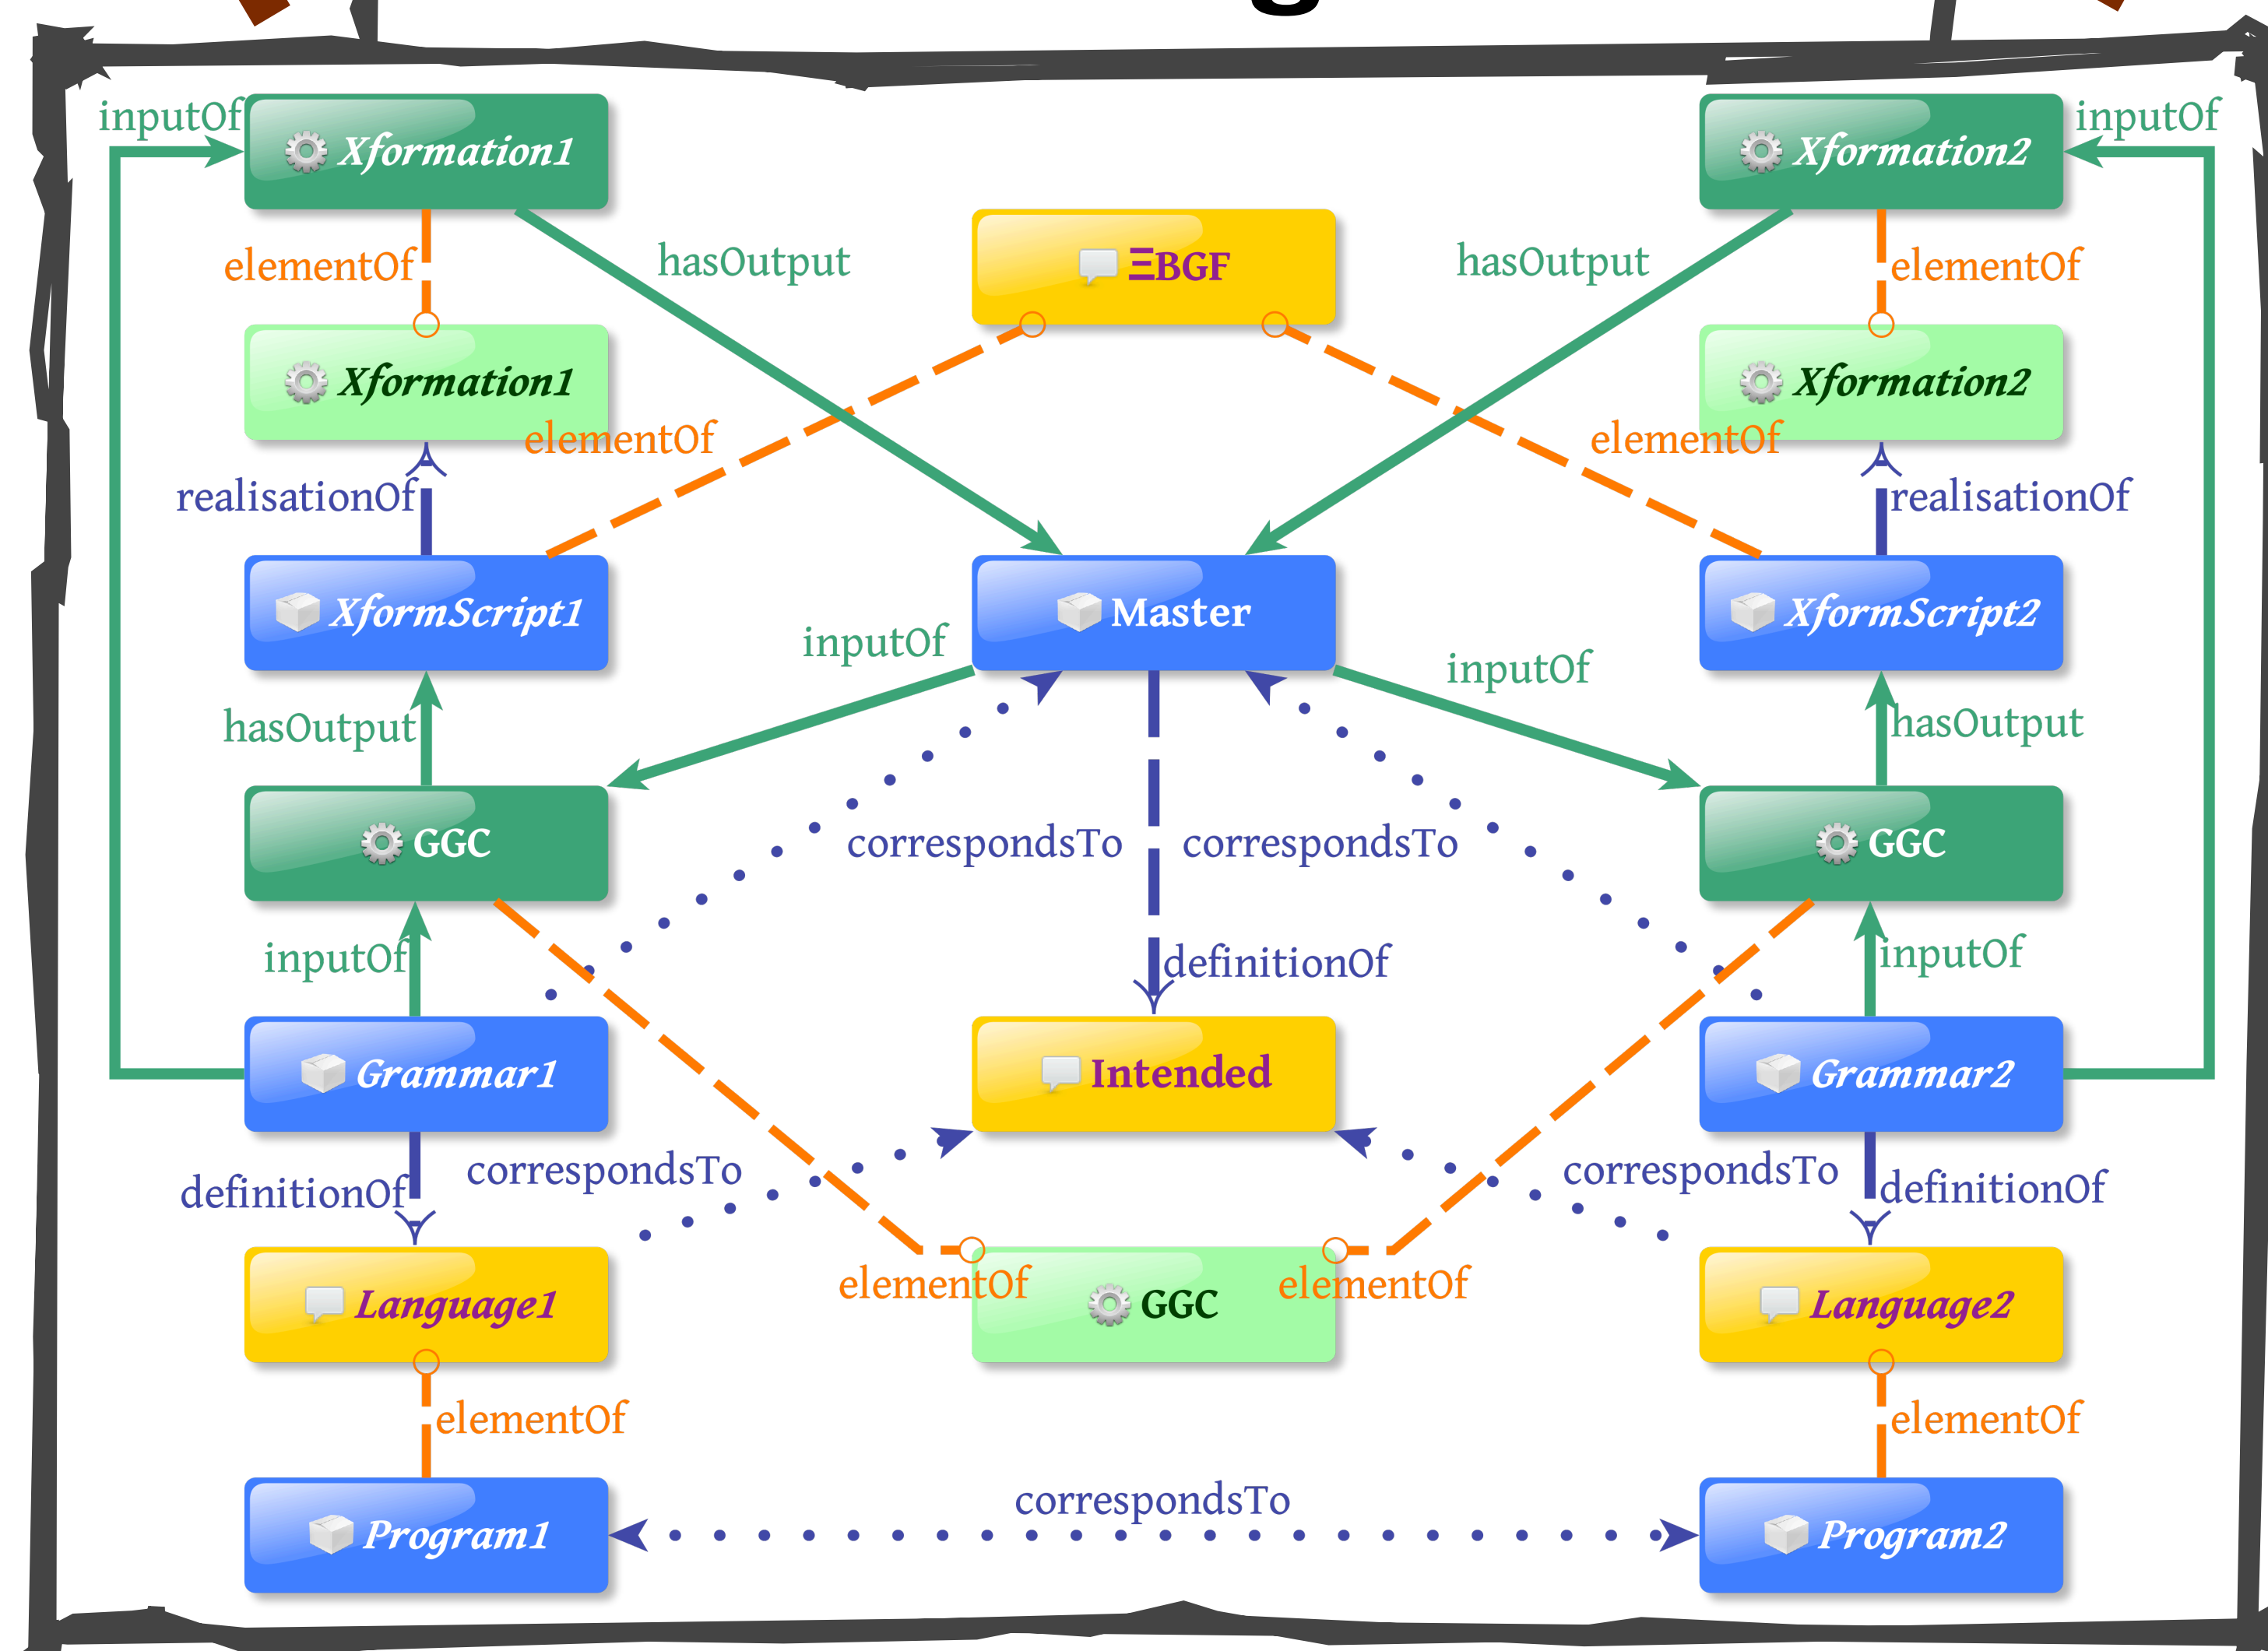 g
inputOf
Xformation1
Xformation2
inputOf
elementOf
hasOutput
ΞBGF
hasOutput
elementOf
Xformation1
Xformation2
elementOf
elementOf
realisationOf
realisationOf
XformScript1
Master
XformScript2
inputOf
inputOf
hasOutput
hasOutput
GGC
correspondsTo
correspondsTo
GGC
inputOf
definitionOf
inputOf
Grammar1
Intended
Grammar2
definitionOf
correspondsTo
correspondsTo
definitionOf
elementOf
elementOf
Language1
GGC
Language2
elementOf
elementOf
correspondsTo
Program1
Program2